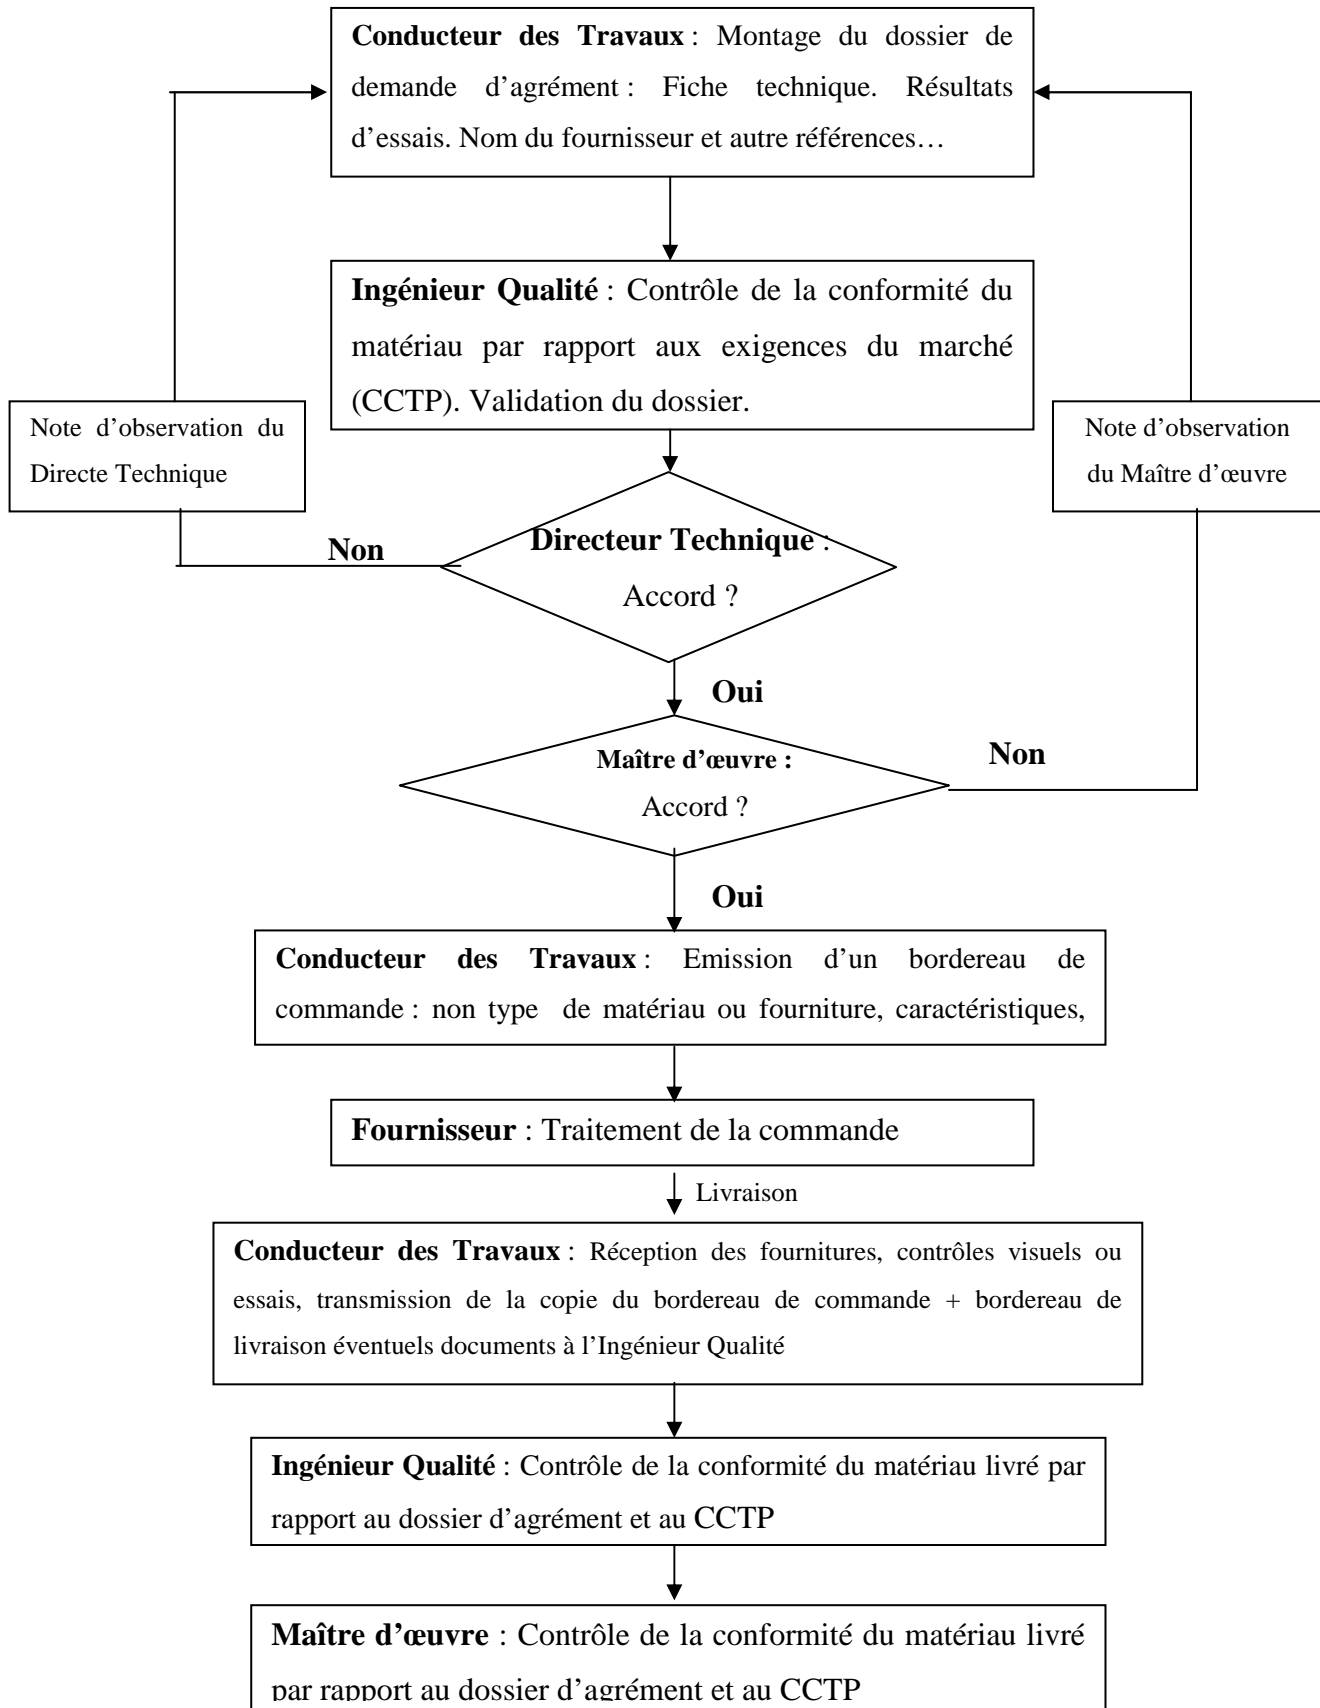 Conducteur des Travaux : Montage du dossier de
demande d’agrément : Fiche technique. Résultats
d’essais. Nom du fournisseur et autre références…
Ingénieur Qualité : Contrôle de la conformité du
matériau par rapport aux exigences du marché
(CCTP). Validation du dossier.
Note d’observation du
Directe Technique
Note d’observation
du Maître d’œuvre
Directeur Technique :
Accord ?
Non
Oui
Maître d’œuvre :
Accord ?
Non
Oui
Conducteur des Travaux : Emission d’un bordereau de
commande : non type de matériau ou fourniture, caractéristiques,
Fournisseur : Traitement de la commande
Livraison
Conducteur des Travaux : Réception des fournitures, contrôles visuels ou
essais, transmission de la copie du bordereau de commande + bordereau de
livraison éventuels documents à l’Ingénieur Qualité
Ingénieur Qualité : Contrôle de la conformité du matériau livré par
rapport au dossier d’agrément et au CCTP
Maître d’œuvre : Contrôle de la conformité du matériau livré
par rapport au dossier d’agrément et au CCTP